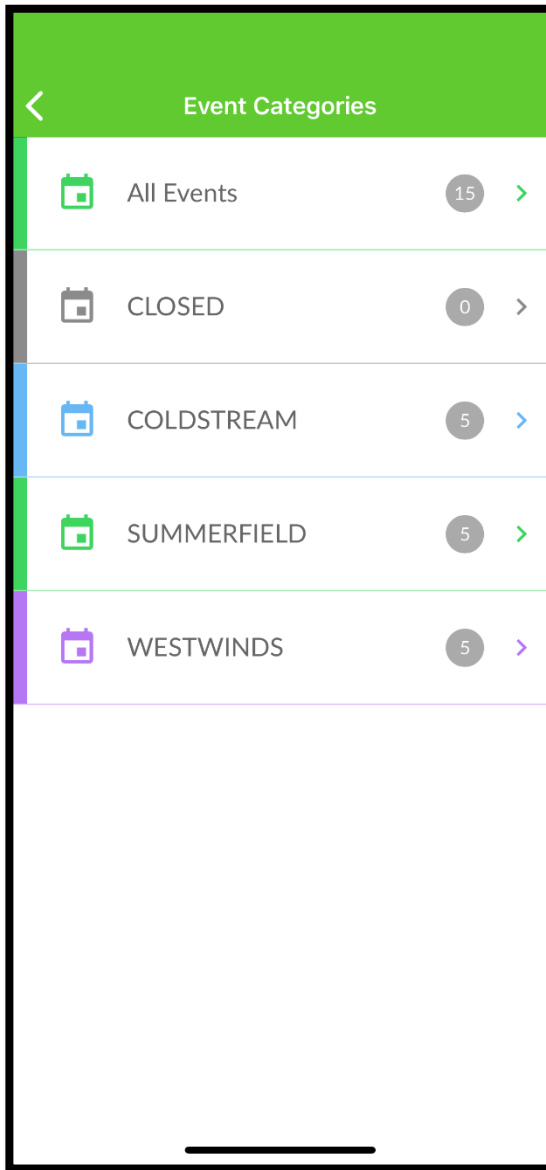 Event Categories
All Events 15
CLOSED 0
COLDSTREAM 5
SUMMERFIELD 5
WESTWINDS 5